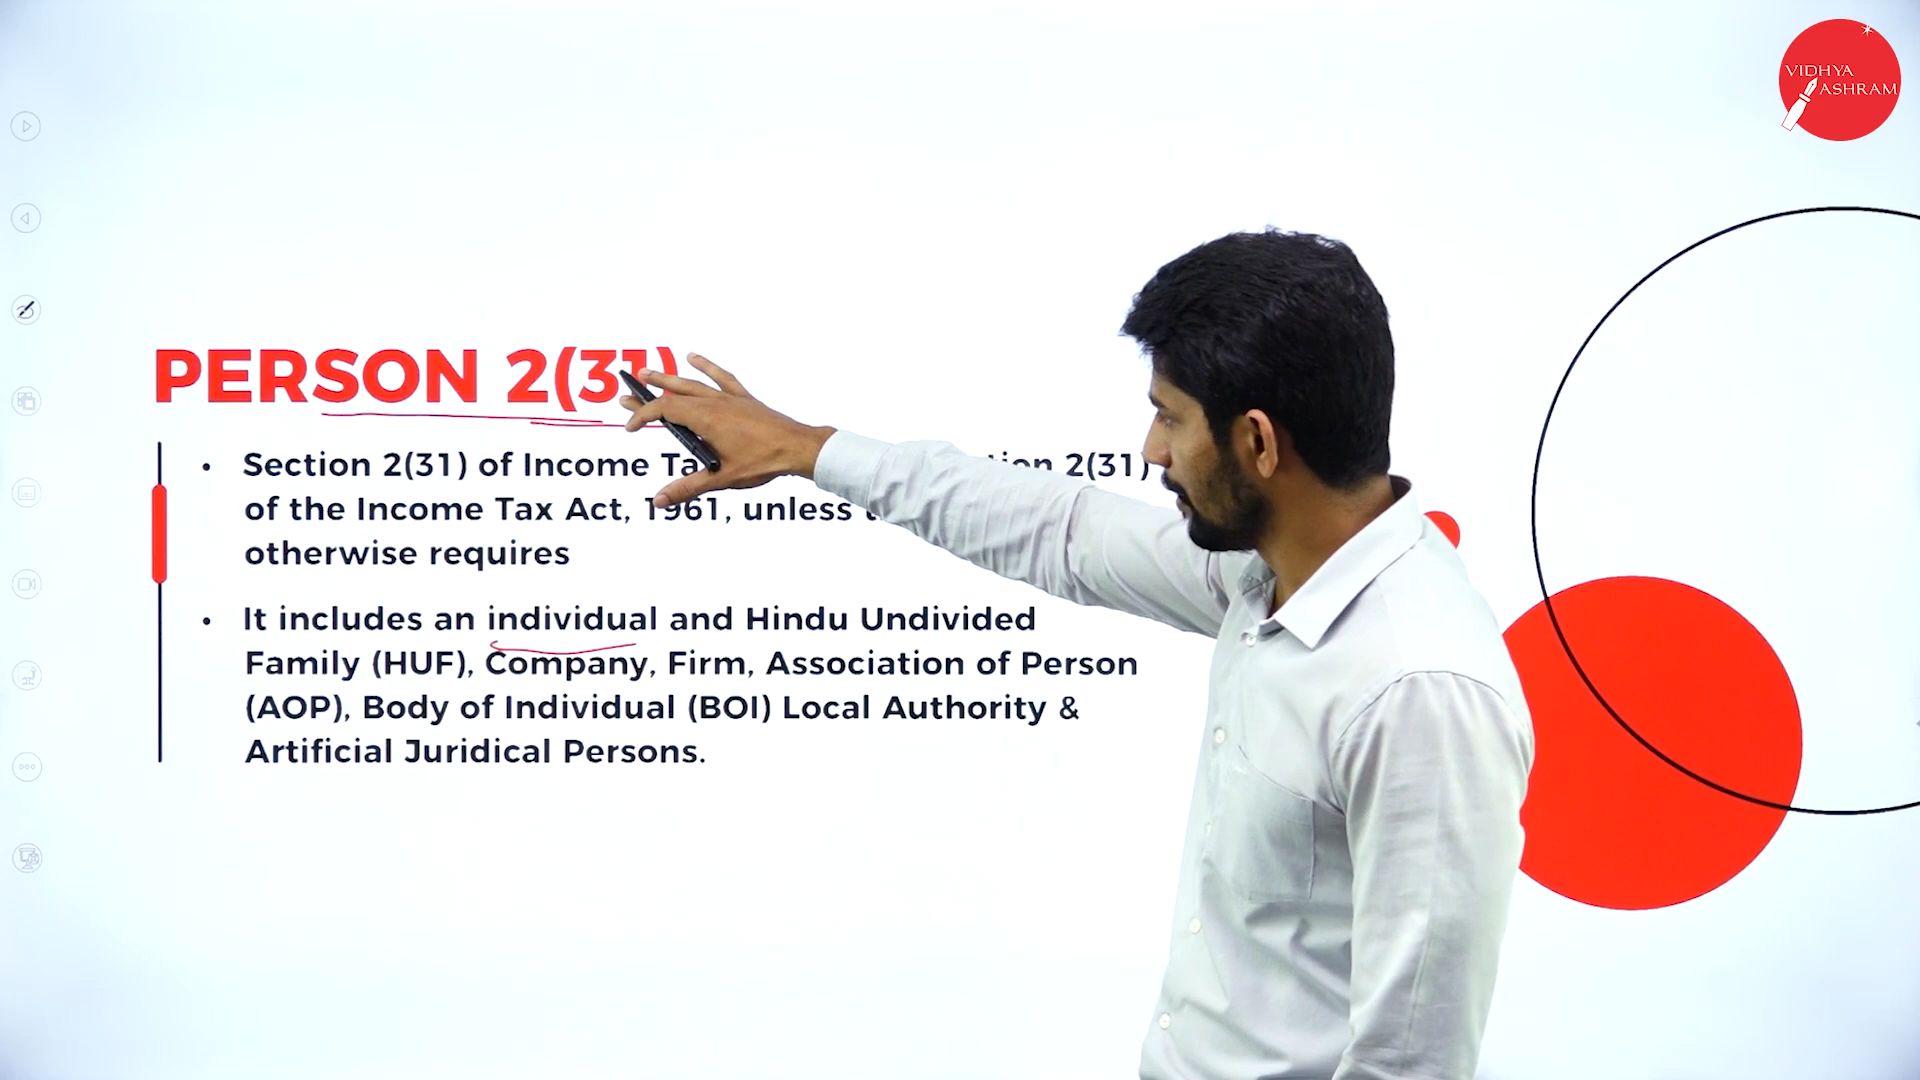 VIDHYA
ASHRAM
PERSON 2(31)
• Section 2(31) of Income 2(31)
of the Income Tax Act, 1961, unless
otherwise requires
• It includes an individual and Hindu Undivided
Family (HUF), Company, Firm, Association of Person
(AOP), Body of Individual (BOI) Local Authority &
Artificial Juridical Persons.